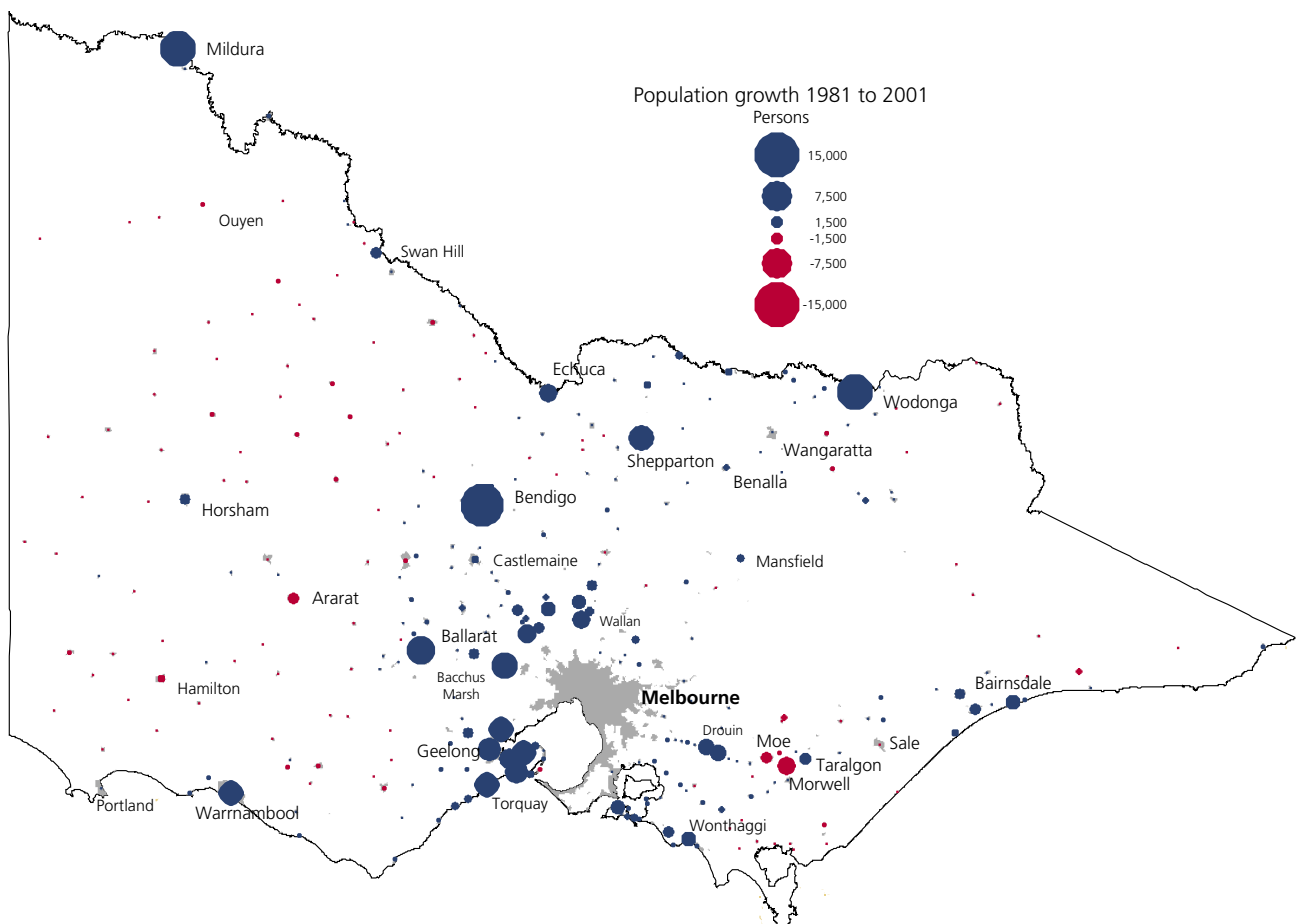 Mildura
Population growth 1981 to 2001
Persons
15,000
7,500
1,500
-1,500
-7,500
-15,000
Ouyen
Swan Hill
Echuca
Wodonga
Wangaratta
Shepparton
Benalla
Bendigo
Horsham
Castlemaine
Mansfield
Ararat
Wallan
Ballarat
Bacchus
Marsh
Hamilton
Melbourne
Bairnsdale
Drouin
Geelong
Moe
Sale
Taralgon
Morwell
Portland
Warrnambool
Torquay
Wonthaggi